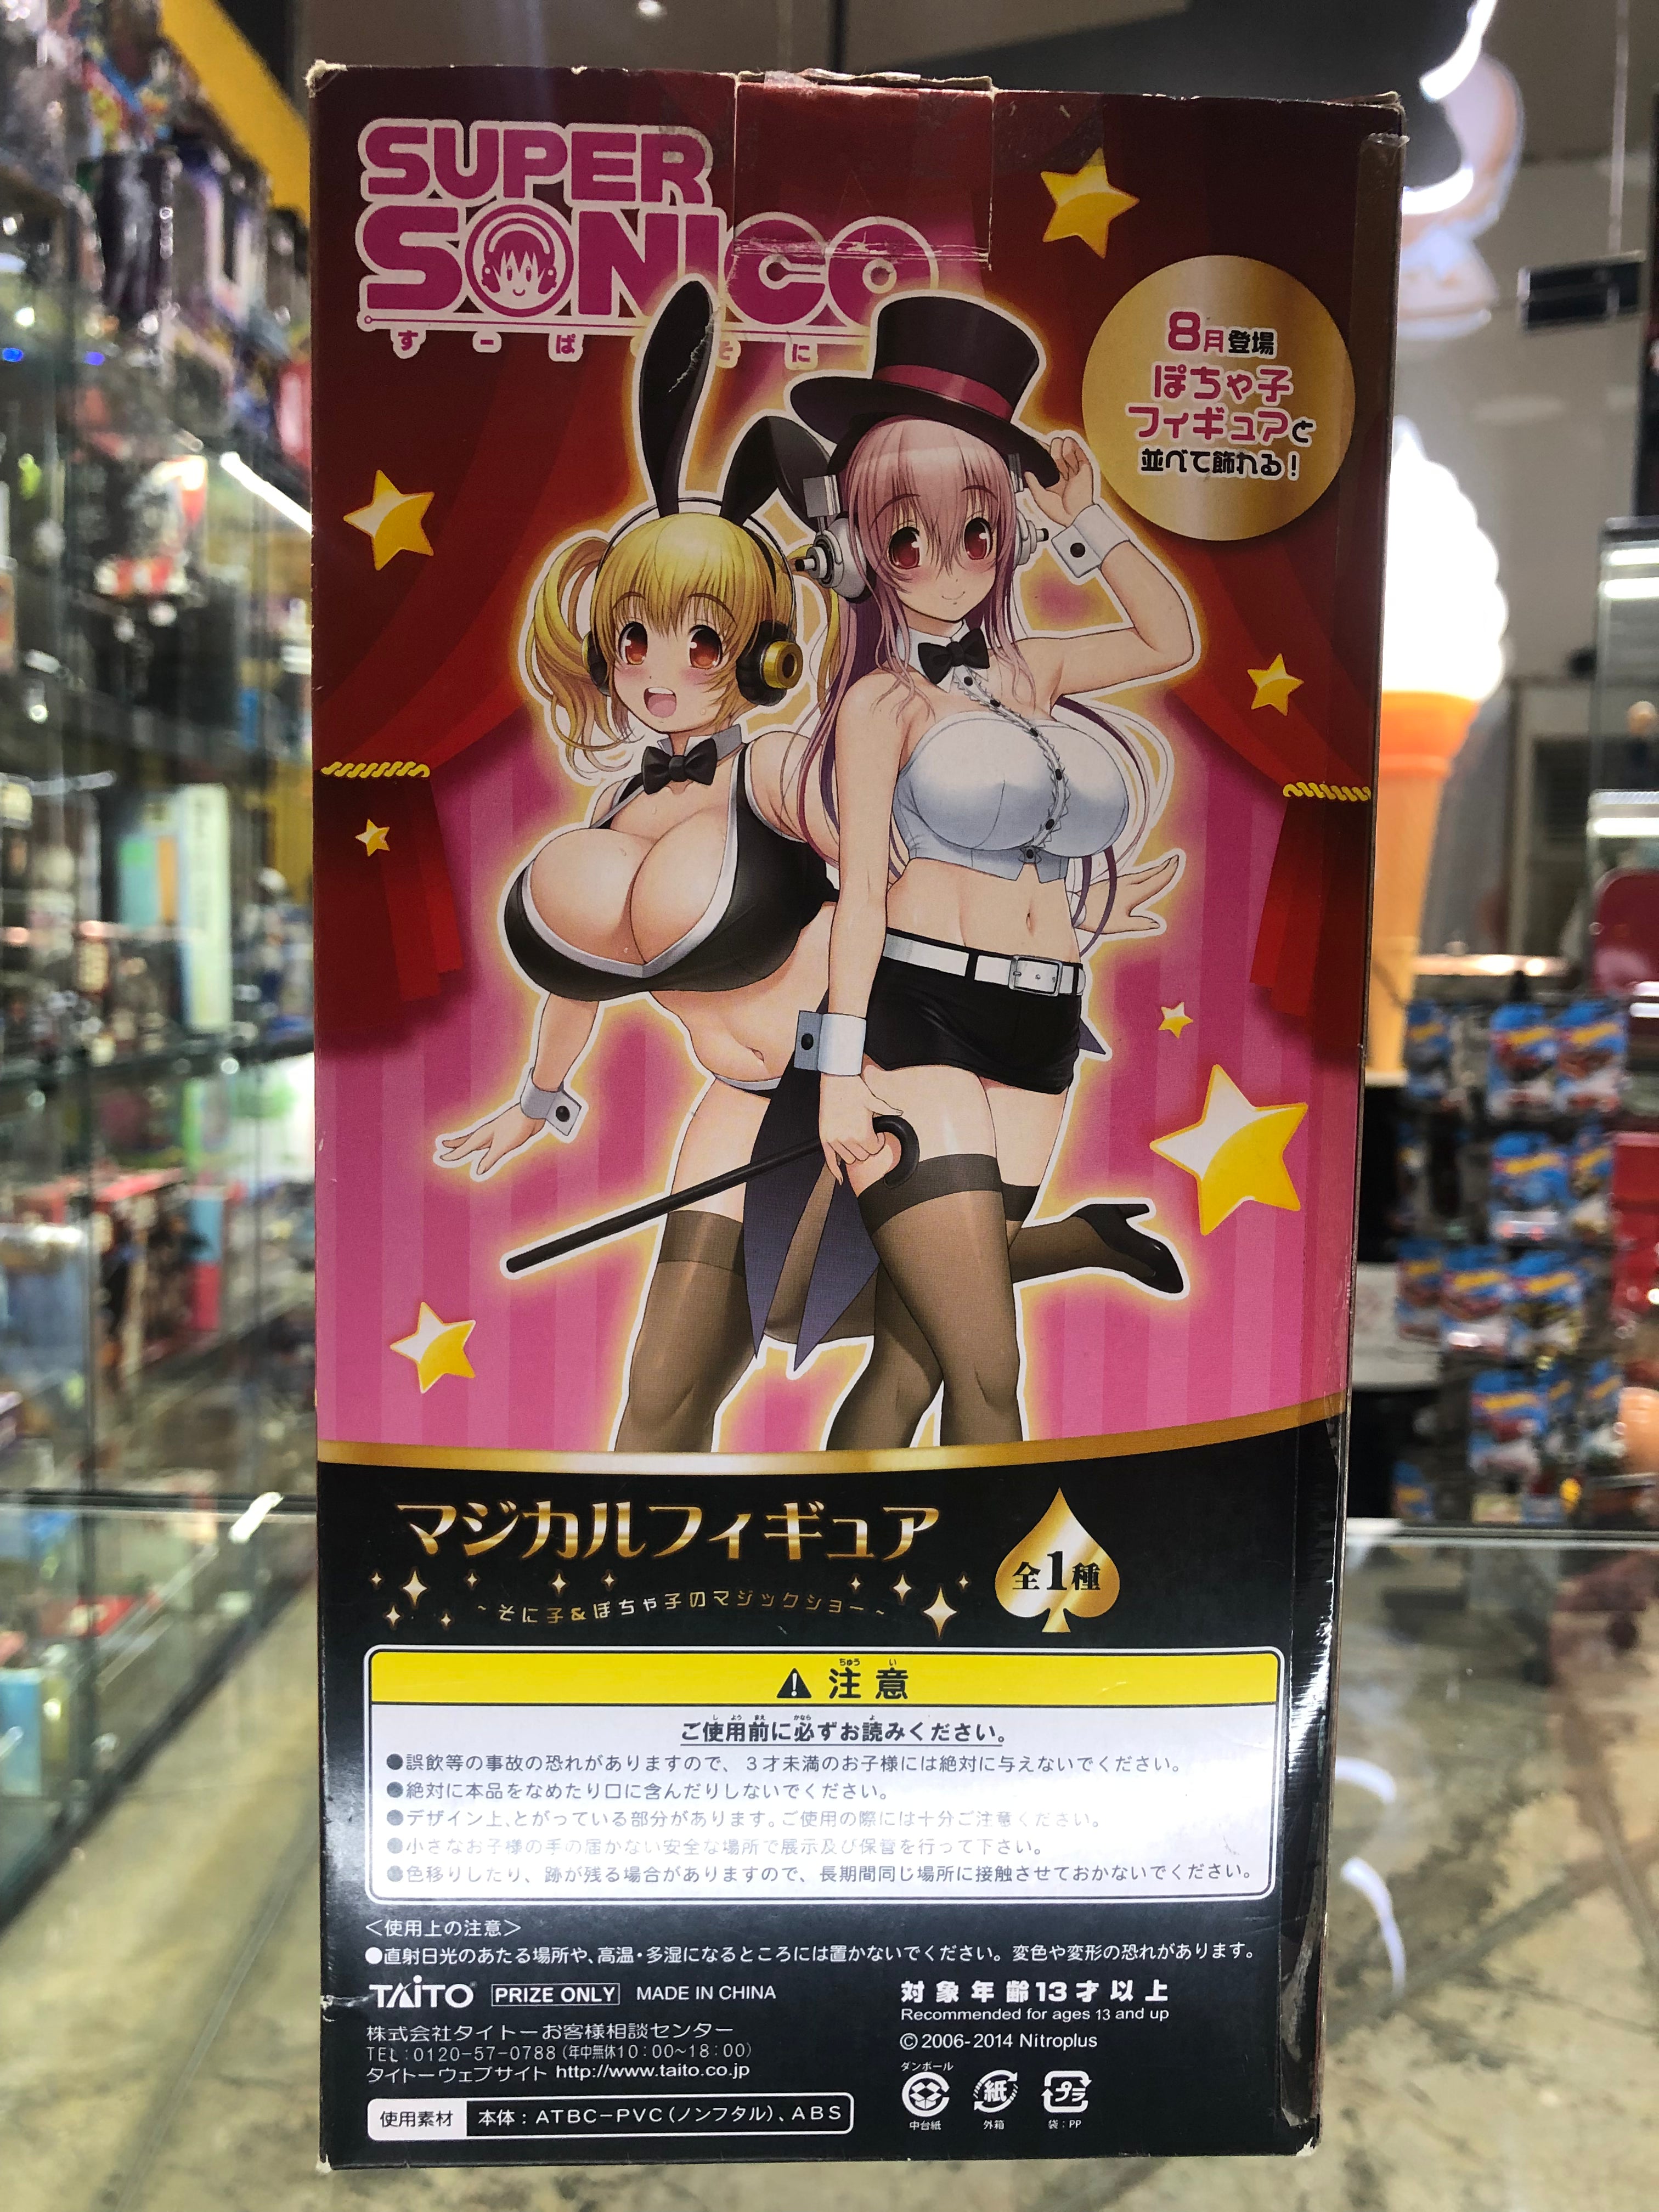 SUPER
SONICO
すーぱーそに
8月登場
ぽちゃ子
フィギュアと
並べて飾れる！
マジカルフィギュア
～そに子&ぽちゃ子のマジックショー～
全1種
注意
ご使用前に必ずお読みください。
●誤飲等の事故の恐れがありますので、３才未満のお子様には絶対に与えないでください。
●絶対に本品をなめたり口に含んだりしないでください。
●デザイン上、とがっている部分があります。ご使用の際には十分ご注意ください。
●小さなお子様の手の届かない安全な場所で展示及び保管を行って下さい。
●色移りしたり、跡が残る場合がありますので、長期間同じ場所に接触させておかないでください。
＜使用上の注意＞
●直射日光のあたる場所や、高温・多湿になるところには置かないでください。変色や変形の恐れがあります。
TAITO PRIZE ONLY MADE IN CHINA
株式会社タイトーお客様相談センター
TEL：0120-57-0788（年中無休10：00～18：00）
タイトーウェブサイト http://www.taito.co.jp
使用素材 本体：ATBC-PVC（ノンフタル）、ABS
対象年齢13才以上
Recommended for ages 13 and up
© 2006-2014 Nitroplus
ダンボール
中台紙
紙
外箱
プラ
袋：PP